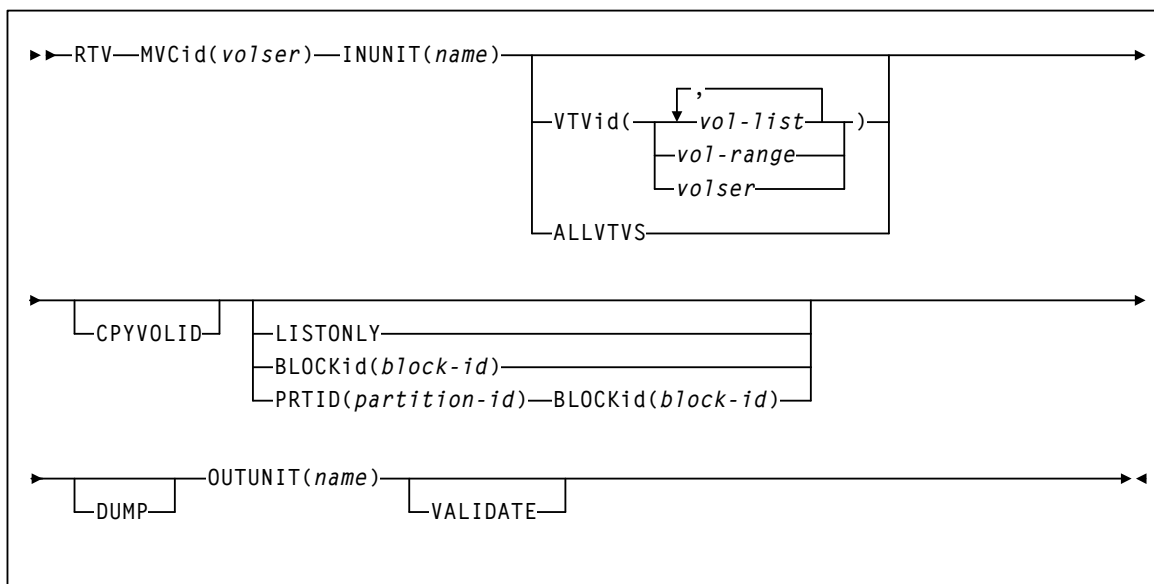 RTV MVCid(volser) INUNIT(name)
,
VTVid( vol-list )
vol-range
volser
ALLVTVS
CPYVOLID LISTONLY
BLOCKid(block-id)
PRTID(partition-id) BLOCKid(block-id)
OUTUNIT(name)
DUMP VALIDATE